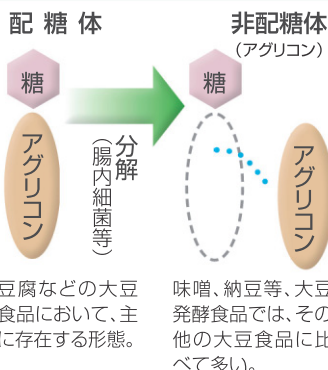 配糖体
非配糖体
(アグリコン)
糖
糖
アグリコン
分解
(腸内細菌等)
アグリコン
豆腐などの大豆
食品において、主
に存在する形態。
味噌、納豆等、大豆
発酵食品では、その
他の大豆食品に比
べて多い。